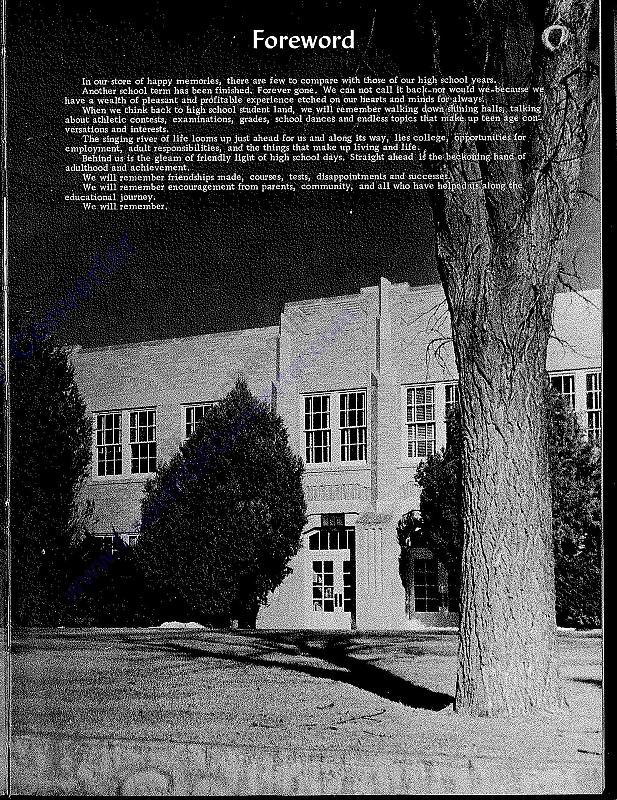 Foreword
In our store of happy memories, there are few to compare with those of our high school years.
Another school term has been finished. Forever gone. We can not call it back-nor would we-because we
have a wealth of pleasant and profitable experience etched on our hearts and minds for always.
When we think back to high school student land, we will remember walking down shining halls, talking
about athletic contests, examinations, grades, school dances and endless topics that make up teen age con-
versations and interests.
The singing river of life looms up just ahead for us and along its way, lies college, opportunities for
employment, adult responsibilities, and the things that make up living and life.
Behind us is the gleam of friendly light of high school days. Straight ahead is the beckoning hand of
adulthood and achievement.
We will remember friendships made, courses, tests, disappointments and successes.
We will remember encouragement from parents, community, and all who have helped us along the
educational journey.
We will remember.